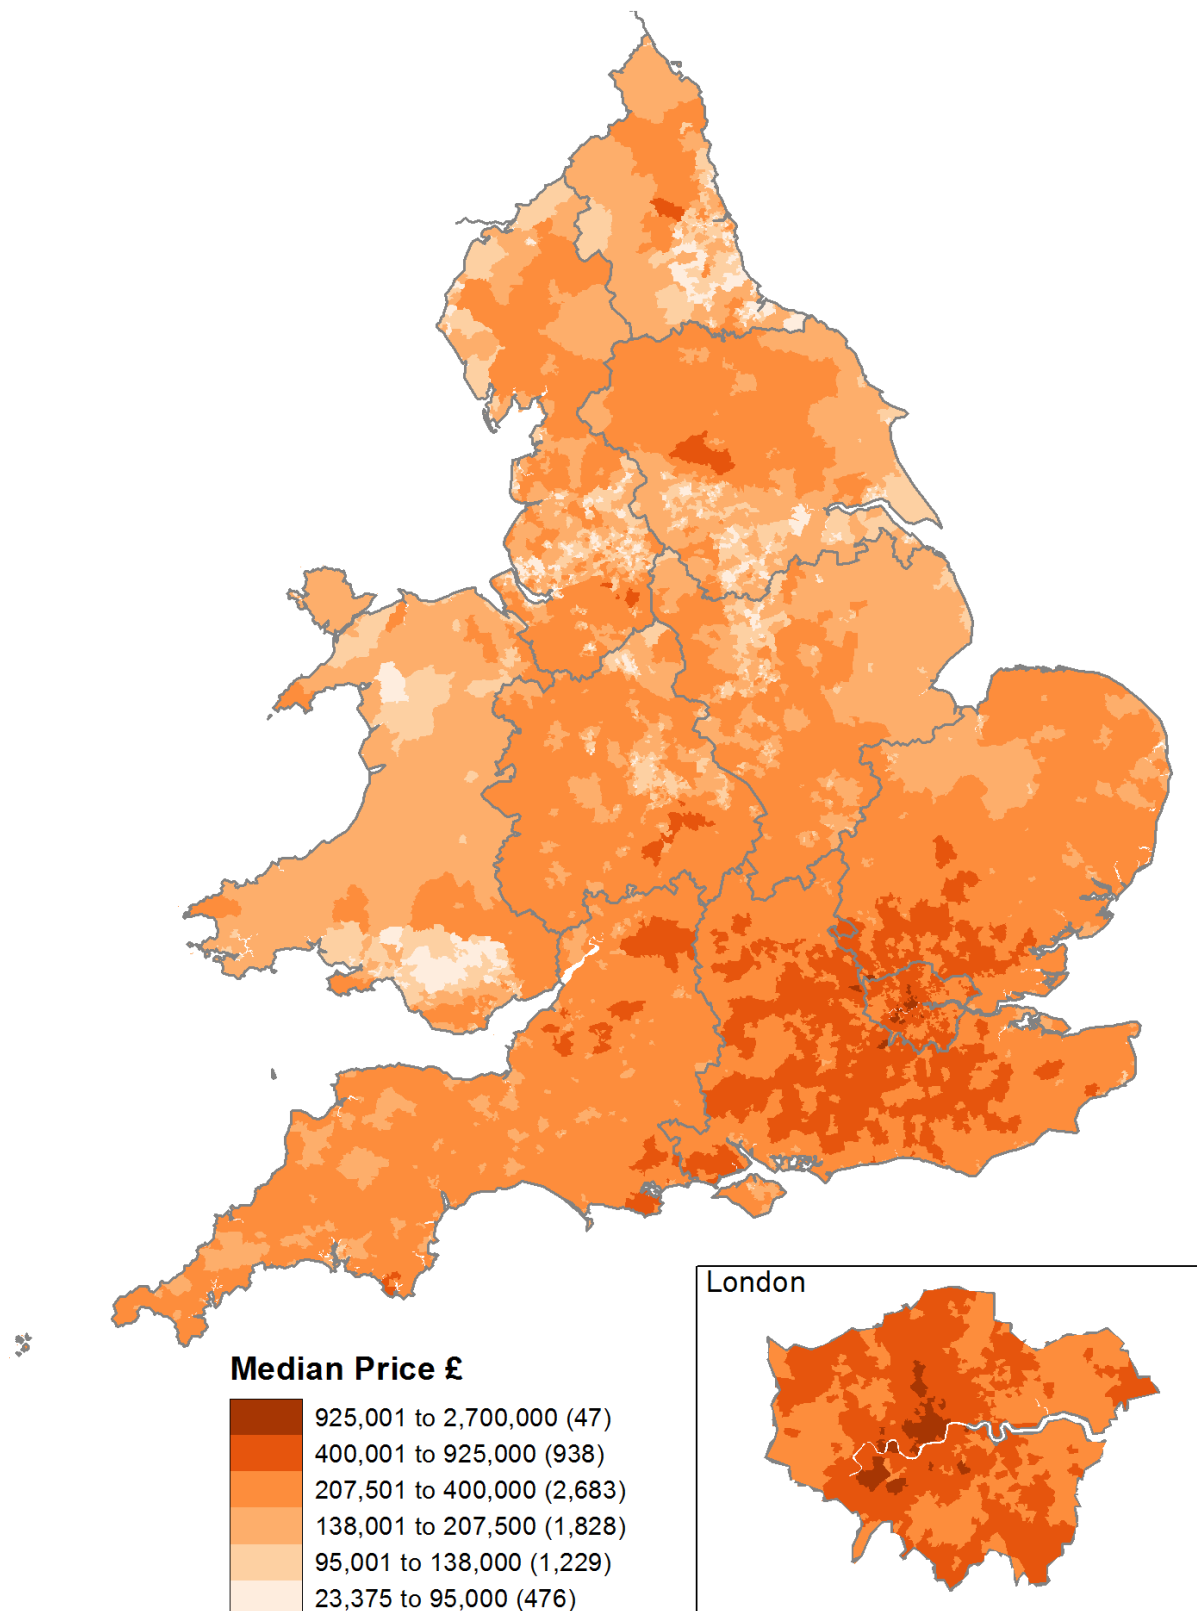 London
Median Price £
925,001 to 2,700,000 (47)
400,001 to 925,000 (938)
207,501 to 400,000 (2,683)
138,001 to 207,500 (1,828)
95,001 to 138,000 (1,229)
23,375 to 95,000 (476)